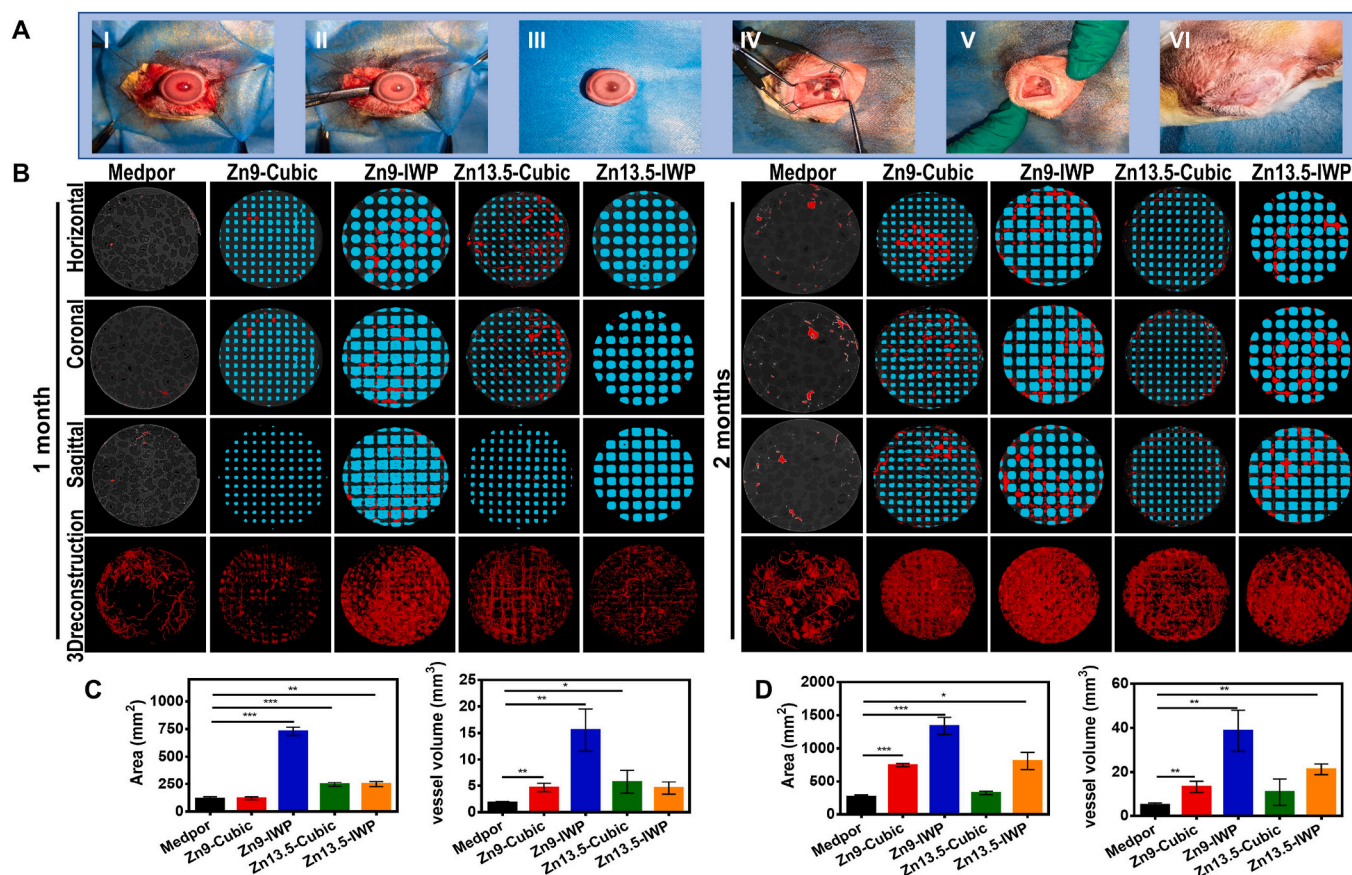 A
I II III IV V VI
B
Medpor Zn9-Cubic Zn9-IWP Zn13.5-Cubic Zn13.5-IWP
Medpor Zn9-Cubic Zn9-IWP Zn13.5-Cubic Zn13.5-IWP
1 month
Horizontal
Coronal
Sagittal
3Dreconstruction
2 months
C
Area (mm²)
1000
750
500
250
0
**
***
***
Medpor
Zn9-Cubic
Zn9-IWP
Zn13.5-Cubic
Zn13.5-IWP
vessel volume (mm³)
25
20
15
10
5
0
*
**
**
Medpor
Zn9-Cubic
Zn9-IWP
Zn13.5-Cubic
Zn13.5-IWP
D
Area (mm²)
2000
1500
1000
500
0
*
***
***
Medpor
Zn9-Cubic
Zn9-IWP
Zn13.5-Cubic
Zn13.5-IWP
vessel volume (mm³)
60
40
20
0
**
**
**
Medpor
Zn9-Cubic
Zn9-IWP
Zn13.5-Cubic
Zn13.5-IWP